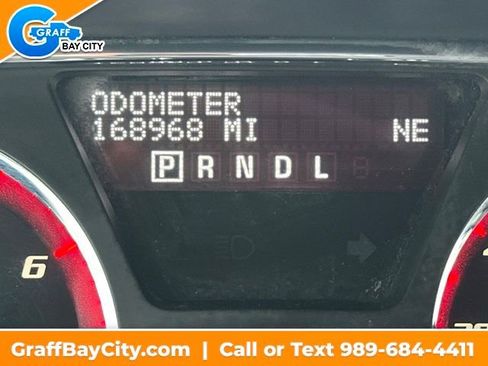 GRAFF
BAY CITY
ODOMETER
168968 MI NE
P R N D L
6
GraffBayCity.com | Call or Text 989-684-4411